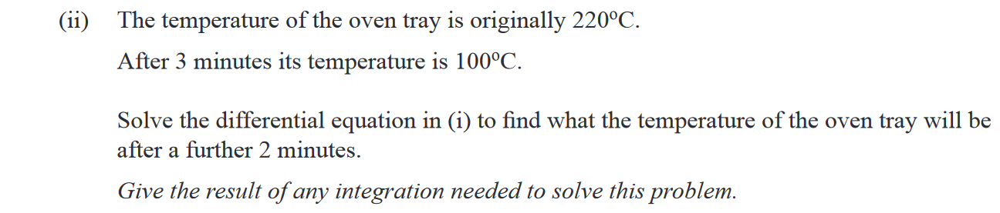 (ii) The temperature of the oven tray is originally 220ºC.
After 3 minutes its temperature is 100ºC.
Solve the differential equation in (i) to find what the temperature of the oven tray will be
after a further 2 minutes.
Give the result of any integration needed to solve this problem.